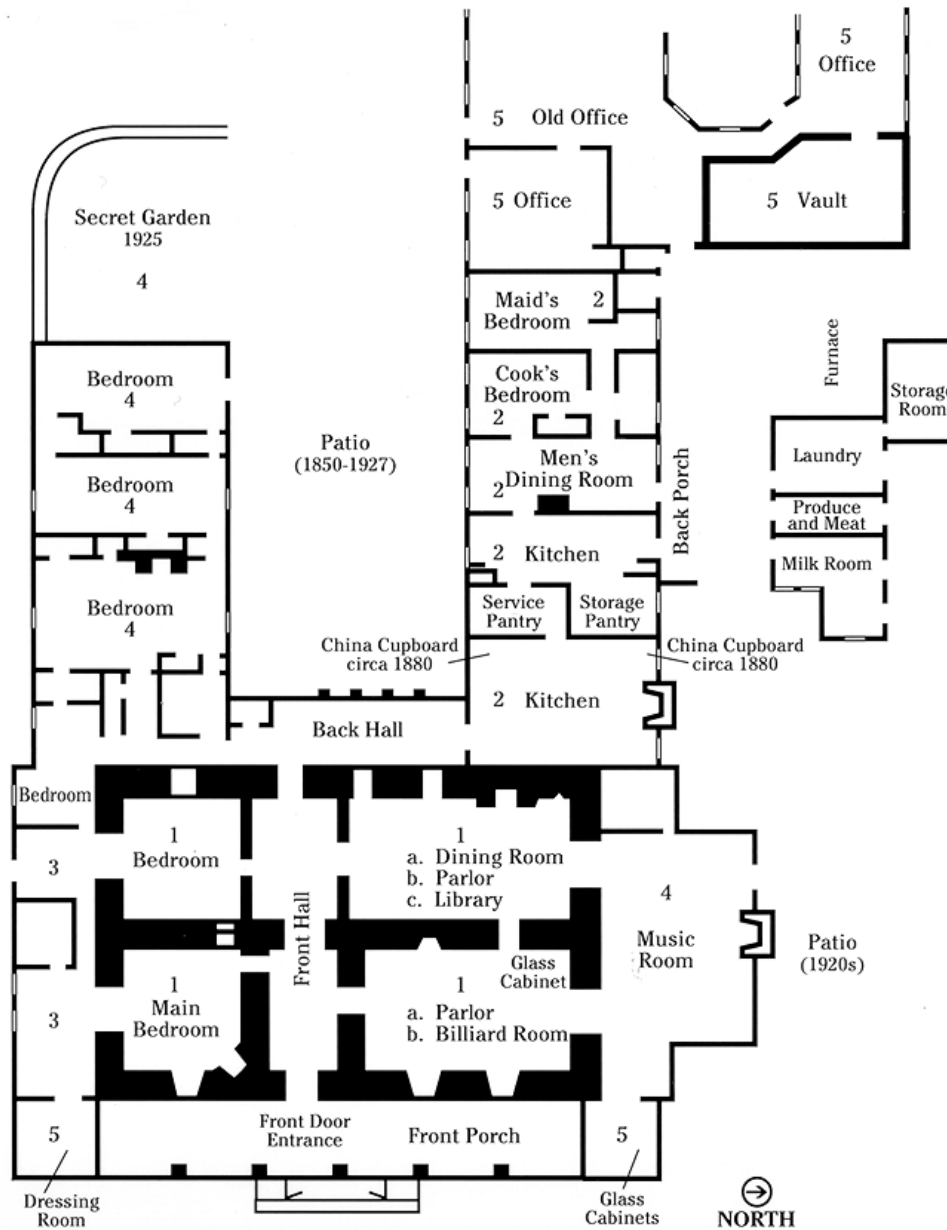 5
Office
5 Old Office
5 Office
5 Vault
Secret Garden
1925
4
Maid's
Bedroom
2
Cook's
Bedroom
2
Furnace
Storage
Room
Bedroom
4
Patio
(1850-1927)
Men's
Dining Room
2
Back Porch
Laundry
Bedroom
4
Produce
and Meat
2 Kitchen
Milk Room
Bedroom
4
Service
Pantry
Storage
Pantry
China Cupboard
circa 1880
China Cupboard
circa 1880
2 Kitchen
Back Hall
Bedroom
3
1
Bedroom
Front Hall
1
a. Dining Room
b. Parlor
c. Library
4
Music
Room
Patio
(1920s)
Glass
Cabinet
3
1
Main
Bedroom
1
a. Parlor
b. Billiard Room
5
Front Door
Entrance
Front Porch
5
Dressing
Room
Glass
Cabinets
NORTH